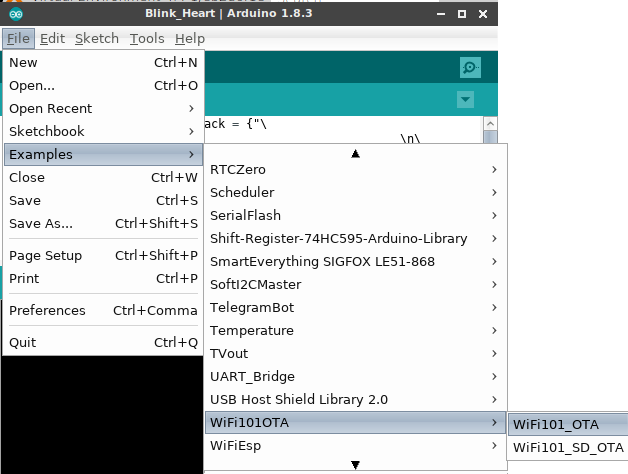 Blink_Heart | Arduino 1.8.3
File Edit Sketch Tools Help
New Ctrl+N
Open... Ctrl+O
Open Recent
Sketchbook
Examples
Close Ctrl+W
Save Ctrl+S
Save As... Ctrl+Shift+S
Page Setup Ctrl+Shift+P
Print Ctrl+P
Preferences Ctrl+Comma
Quit Ctrl+Q
ack = {"\
\n\
RTCZero
Scheduler
SerialFlash
Shift-Register-74HC595-Arduino-Library
SmartEverything SIGFOX LE51-868
SoftI2CMaster
TelegramBot
Temperature
TVout
UART_Bridge
USB Host Shield Library 2.0
WiFi101OTA
WiFiEsp
WiFi101_OTA
WiFi101_SD_OTA